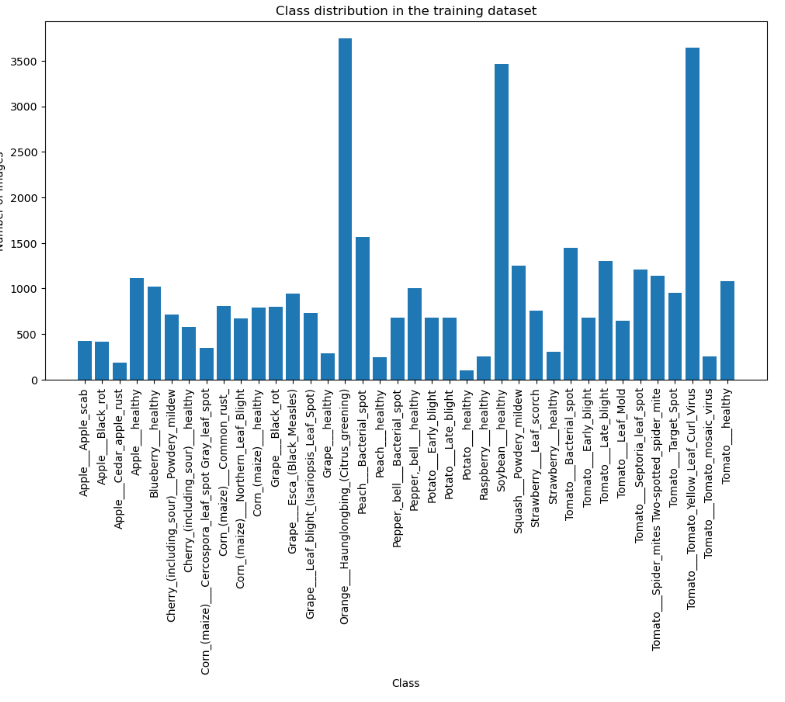 Class distribution in the training dataset
Number of images
3500
3000
2500
2000
1500
1000
500
0
Apple___Apple_scab
Apple___Black_rot
Apple___Cedar_apple_rust
Apple___healthy
Blueberry___healthy
Cherry_(including_sour)___Powdery_mildew
Cherry_(including_sour)___healthy
Corn_(maize)___Cercospora_leaf_spot Gray_leaf_spot
Corn_(maize)___Common_rust_
Corn_(maize)___Northern_Leaf_Blight
Corn_(maize)___healthy
Grape___Black_rot
Grape___Esca_(Black_Measles)
Grape___Leaf_blight_(Isariopsis_Leaf_Spot)
Grape___healthy
Orange___Haunglongbing_(Citrus_greening)
Peach___Bacterial_spot
Peach___healthy
Pepper,_bell___Bacterial_spot
Pepper,_bell___healthy
Potato___Early_blight
Potato___Late_blight
Potato___healthy
Raspberry___healthy
Soybean___healthy
Squash___Powdery_mildew
Strawberry___Leaf_scorch
Strawberry___healthy
Tomato___Bacterial_spot
Tomato___Early_blight
Tomato___Late_blight
Tomato___Leaf_Mold
Tomato___Septoria_leaf_spot
Tomato___Spider_mites Two-spotted_spider_mite
Tomato___Target_Spot
Tomato___Tomato_Yellow_Leaf_Curl_Virus
Tomato___Tomato_mosaic_virus
Tomato___healthy
Class